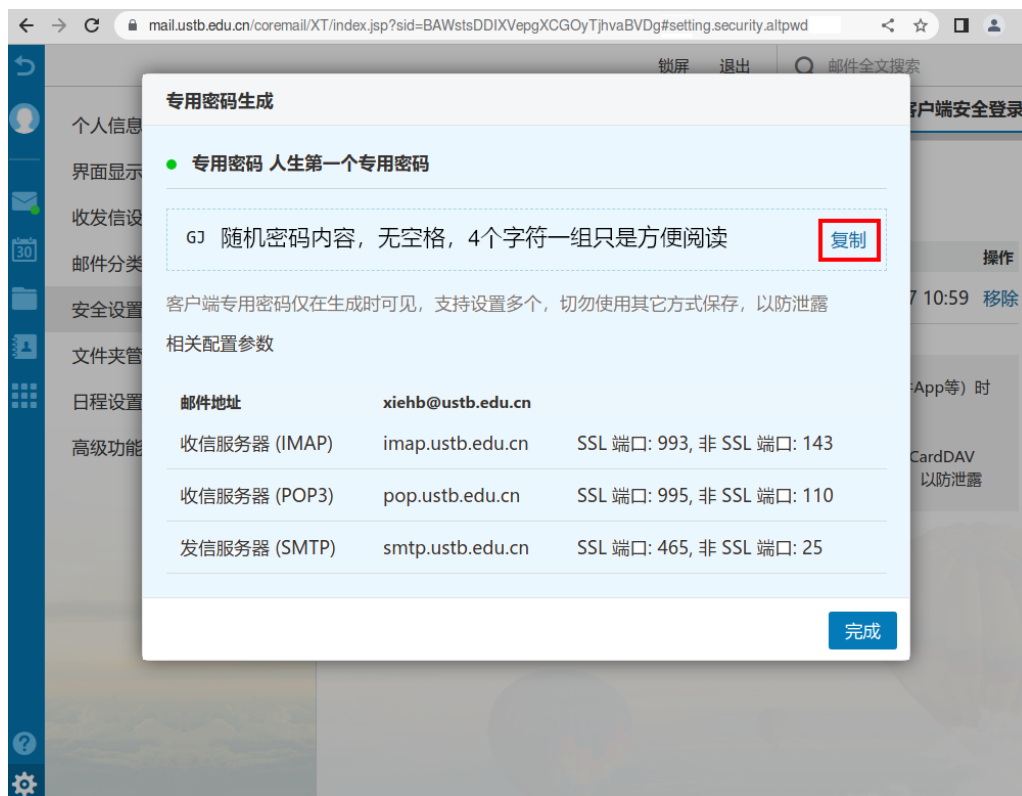 mail.ustb.edu.cn/coremail/XT/index.jsp?sid=BAWstsDDIXVepgXCGOyTjhvaBVDg#setting.security.altpwd
锁屏 退出 邮件全文搜索
专用密码生成
客户端安全登录
个人信息
专用密码 人生第一个专用密码
界面显示
收发信设
GJ 随机密码内容，无空格，4个字符一组只是方便阅读 复制
30
邮件分类
操作
安全设置
客户端专用密码仅在生成时可见，支持设置多个，切勿使用其它方式保存，以防泄露
7 10:59 移除
相关配置参数
文件夹管
App等）时
日程设置
邮件地址 xiehb@ustb.edu.cn
高级功能
收信服务器 (IMAP) imap.ustb.edu.cn SSL 端口: 993, 非 SSL 端口: 143
CardDAV
以防泄露
收信服务器 (POP3) pop.ustb.edu.cn SSL 端口: 995, 非 SSL 端口: 110
发信服务器 (SMTP) smtp.ustb.edu.cn SSL 端口: 465, 非 SSL 端口: 25
完成